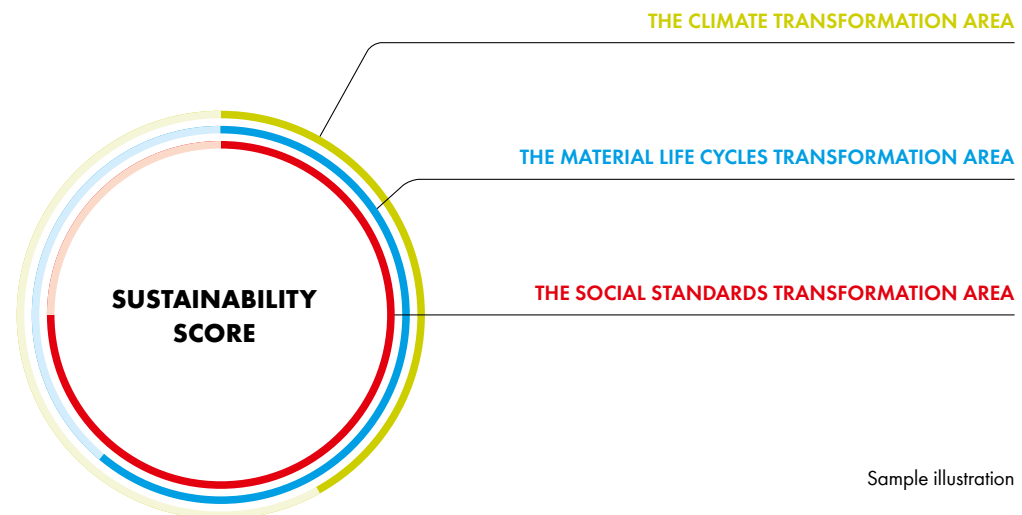 THE CLIMATE TRANSFORMATION AREA
THE MATERIAL LIFE CYCLES TRANSFORMATION AREA
THE SOCIAL STANDARDS TRANSFORMATION AREA
SUSTAINABILITY
SCORE
Sample illustration